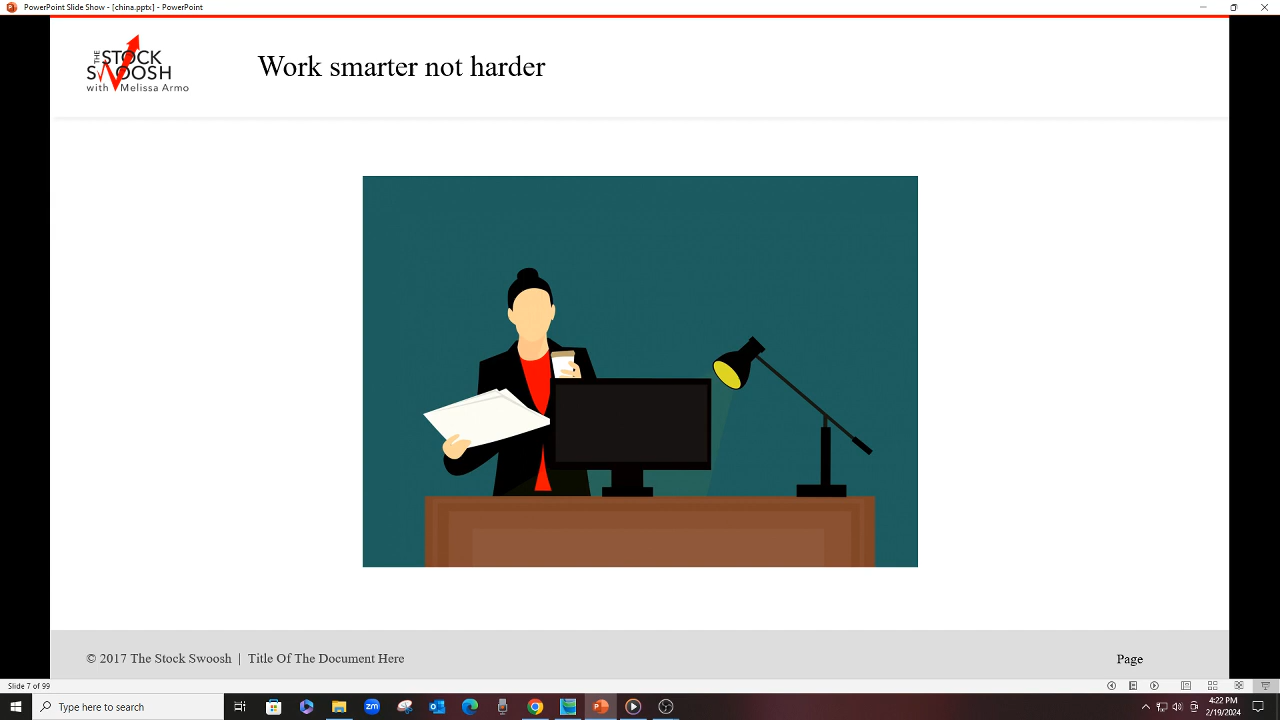 PowerPoint Slide Show - [china.pptx] - PowerPoint
THE STOCK
SWOOSH
with Melissa Armo
Work smarter not harder
© 2017 The Stock Swoosh | Title Of The Document Here
Page
Slide 7 of 99
Type here to search
zm
4:22 PM
2/19/2024